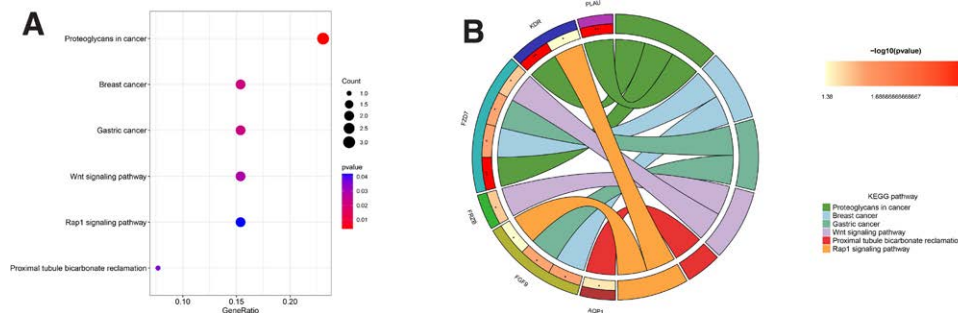 A
Proteoglycans in cancer
Breast cancer
Gastric cancer
Wnt signaling pathway
Rap1 signaling pathway
Proximal tubule bicarbonate reclamation
0.10
0.15
0.20
GeneRatio
Count
1.0
1.5
2.0
2.5
3.0
pvalue
0.04
0.03
0.02
0.01
B
PLAU
KDR
FZD7
FRZB
FGF9
AQP1
−log10(pvalue)
1.38
KEGG pathway
Proteoglycans in cancer
Breast cancer
Gastric cancer
Wnt signaling pathway
Proximal tubule bicarbonate reclamation
Rap1 signaling pathway